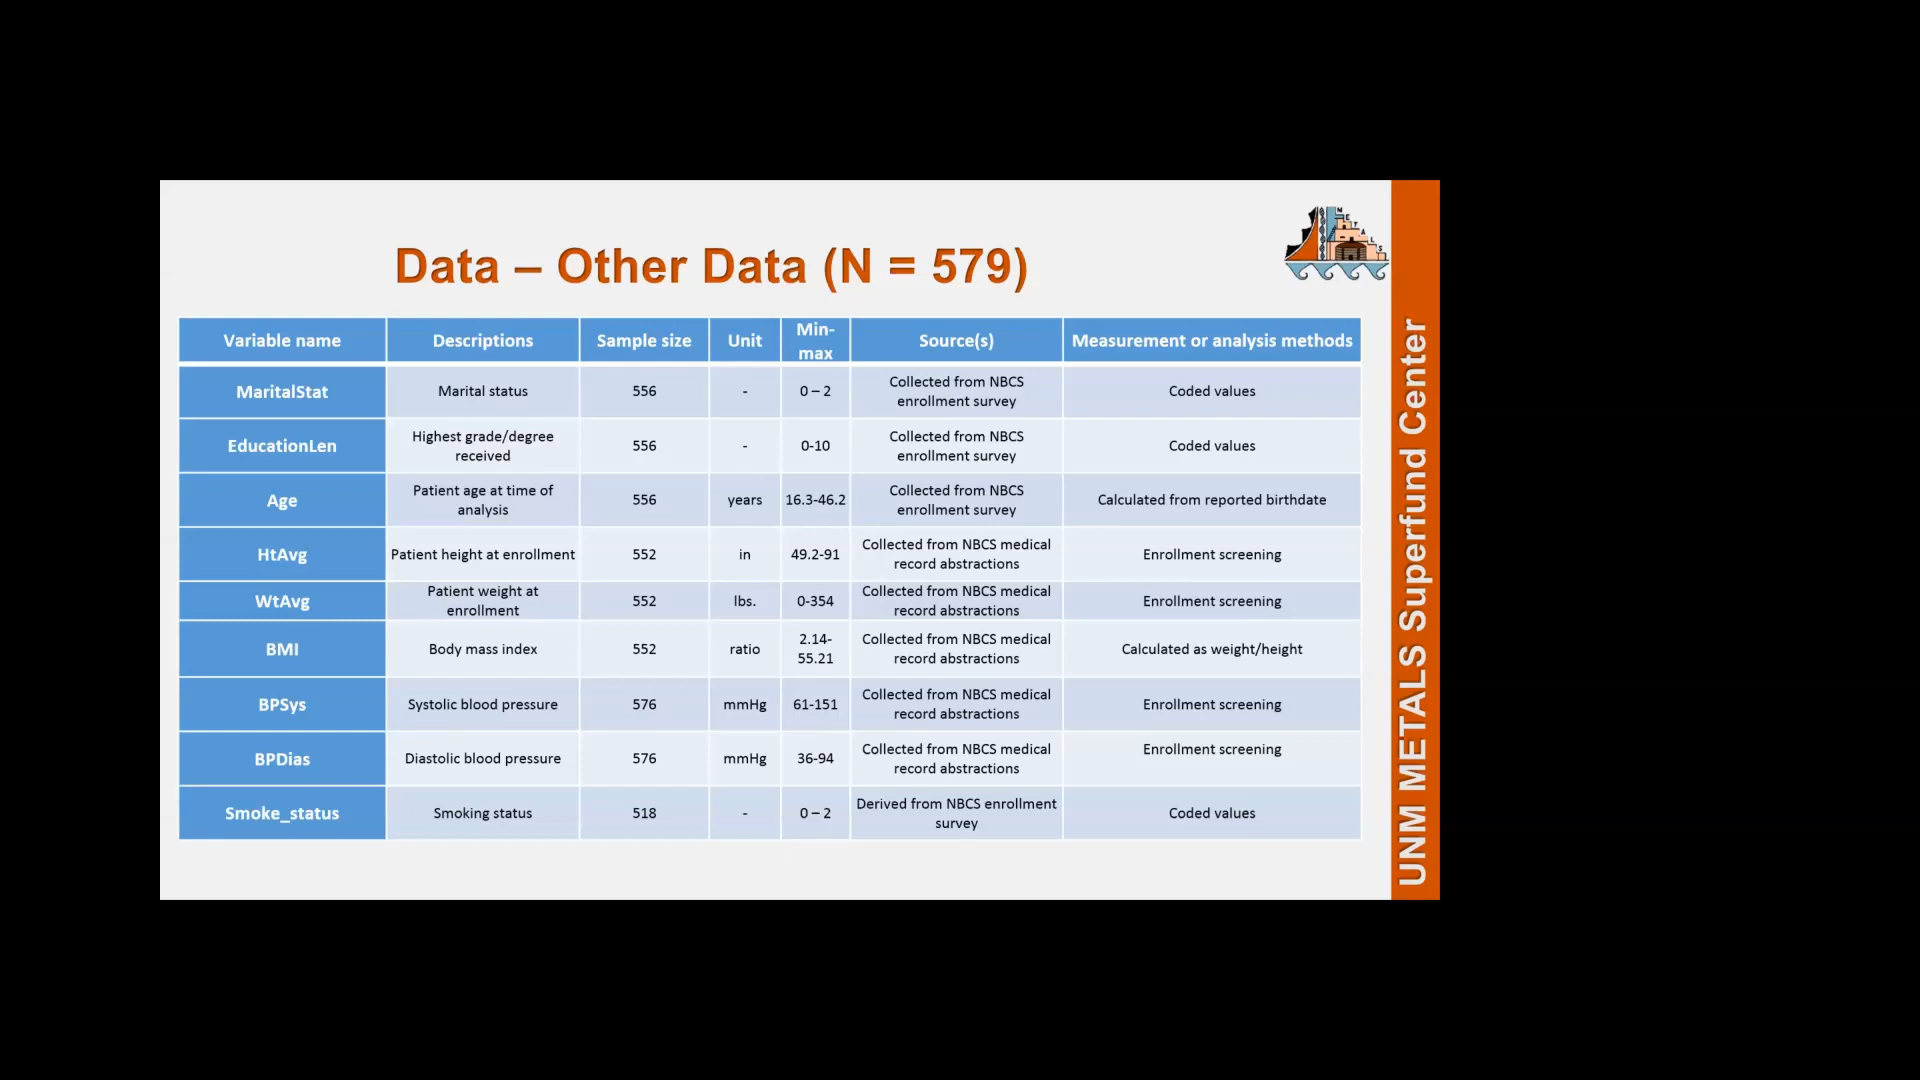 Data – Other Data (N = 579)
METALS
Variable name
Descriptions
Sample size
Unit
Min-
max
Source(s)
Measurement or analysis methods
MaritalStat
Marital status
556
-
0 – 2
Collected from NBCS
enrollment survey
Coded values
EducationLen
Highest grade/degree
received
556
-
0-10
Collected from NBCS
enrollment survey
Coded values
Age
Patient age at time of
analysis
556
years
16.3-46.2
Collected from NBCS
enrollment survey
Calculated from reported birthdate
HtAvg
Patient height at enrollment
552
in
49.2-91
Collected from NBCS medical
record abstractions
Enrollment screening
WtAvg
Patient weight at
enrollment
552
lbs.
0-354
Collected from NBCS medical
record abstractions
Enrollment screening
BMI
Body mass index
552
ratio
2.14-
55.21
Collected from NBCS medical
record abstractions
Calculated as weight/height
BPSys
Systolic blood pressure
576
mmHg
61-151
Collected from NBCS medical
record abstractions
Enrollment screening
BPDias
Diastolic blood pressure
576
mmHg
36-94
Collected from NBCS medical
record abstractions
Enrollment screening
Smoke_status
Smoking status
518
-
0 – 2
Derived from NBCS enrollment
survey
Coded values
UNM METALS Superfund Center